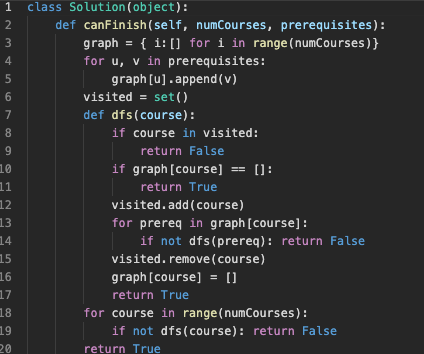 1 class Solution(object):
2     def canFinish(self, numCourses, prerequisites):
3         graph = { i:[] for i in range(numCourses)}
4         for u, v in prerequisites:
5             graph[u].append(v)
6         visited = set()
7         def dfs(course):
8             if course in visited:
9                 return False
10             if graph[course] == []:
11                 return True
12             visited.add(course)
13             for prereq in graph[course]:
14                 if not dfs(prereq): return False
15             visited.remove(course)
16             graph[course] = []
17             return True
18         for course in range(numCourses):
19             if not dfs(course): return False
20         return True